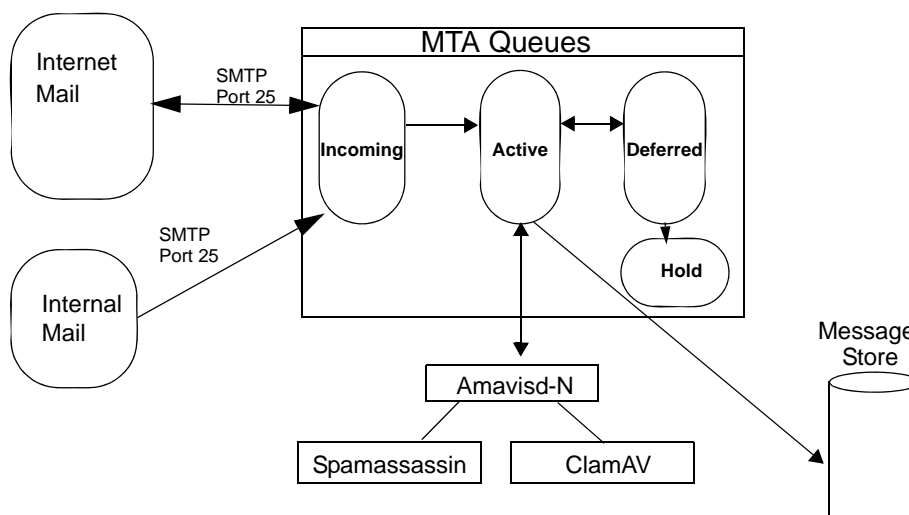 MTA Queues
Internet
Mail
SMTP
Port 25
Incoming
Active
Deferred
Hold
SMTP
Port 25
Internal
Mail
Message
Store
Amavisd-N
Spamassassin
ClamAV